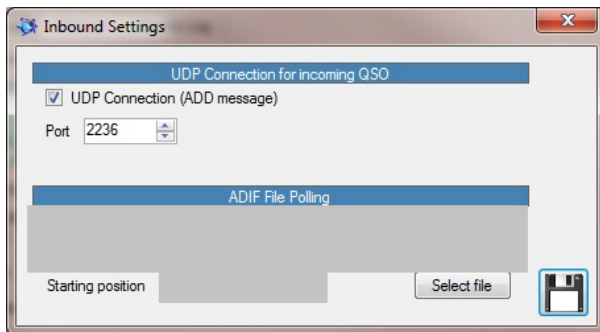 Inbound Settings
UDP Connection for incoming QSO
UDP Connection (ADD message)
Port 2236
ADIF File Polling
Starting position Select file